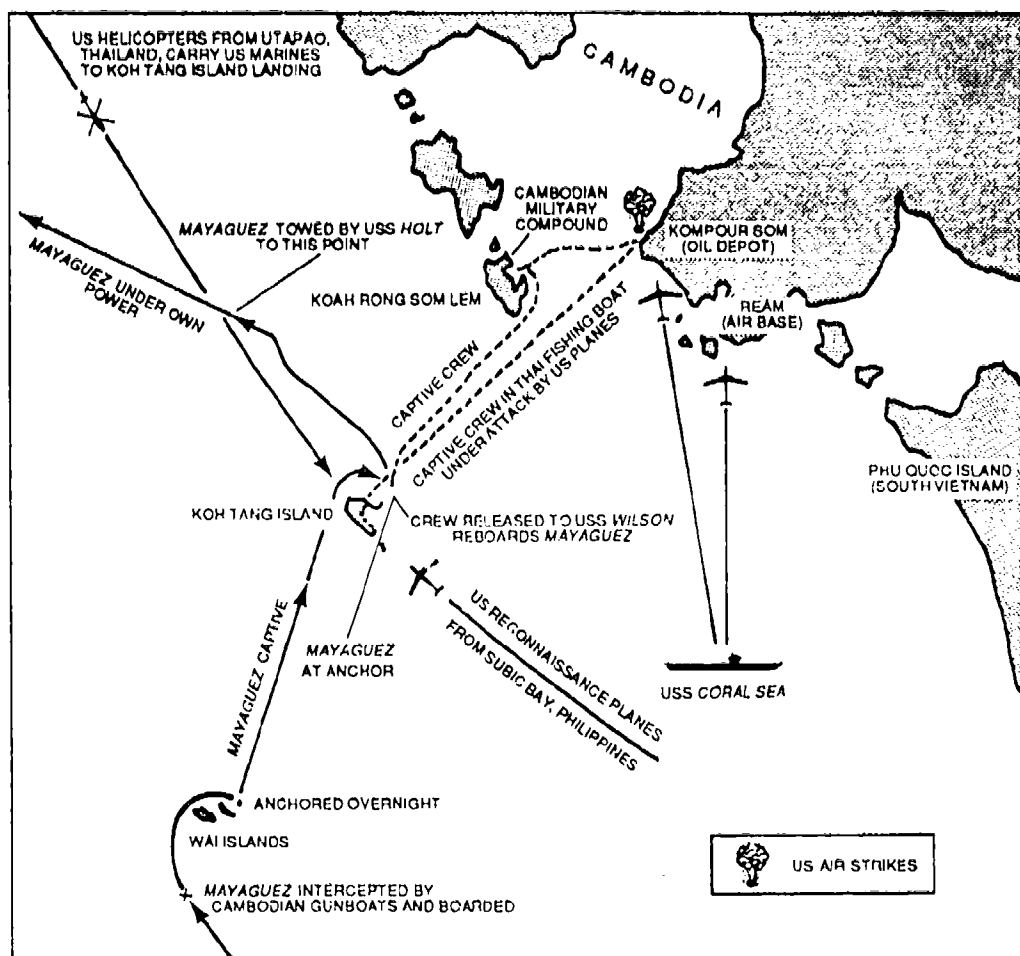 US HELICOPTERS FROM UTAPAO,
THAILAND, CARRY US MARINES
TO KOH TANG ISLAND LANDING
CAMBODIA
CAMBODIAN
MILITARY
COMPOUND
MAYAGUEZ TOWED BY USS HOLT
TO THIS POINT
KOMPOUR SOM
(OIL DEPOT)
MAYAGUEZ UNDER OWN
POWER
KOAH RONG SOM LEM
REAM
(AIR BASE)
CAPTIVE CREW
CAPTIVE CREW IN THAI FISHING BOAT
UNDER ATTACK BY US PLANES
PHU QUOC ISLAND
(SOUTH VIETNAM)
KOH TANG ISLAND
CREW RELEASED TO USS WILSON
REBOARDS MAYAGUEZ
MAYAGUEZ CAPTIVE
MAYAGUEZ
AT ANCHOR
US RECONNAISSANCE PLANES
FROM SUBIC BAY, PHILIPPINES
USS CORAL SEA
ANCHORED OVERNIGHT
WAI ISLANDS
US AIR STRIKES
MAYAGUEZ INTERCEPTED BY
CAMBODIAN GUNBOATS AND BOARDED